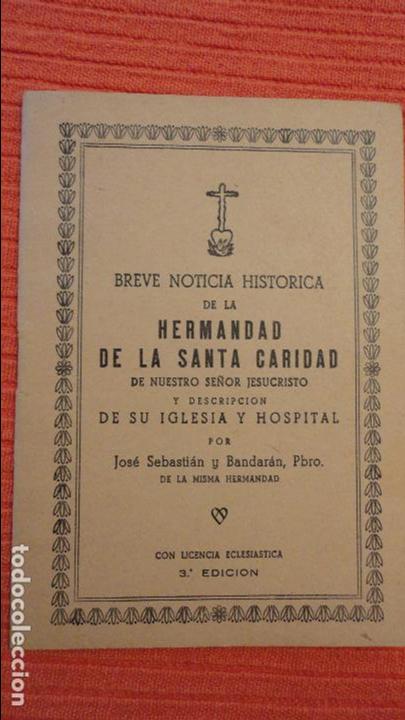 BREVE NOTICIA HISTORICA
DE LA
HERMANDAD
DE LA SANTA CARIDAD
DE NUESTRO SEÑOR JESUCRISTO
Y DESCRIPCION
DE SU IGLESIA Y HOSPITAL
POR
José Sebastián y Bandarán, Pbro.
DE LA MISMA HERMANDAD
CON LICENCIA ECLESIASTICA
3.ª EDICION
todocoleccion